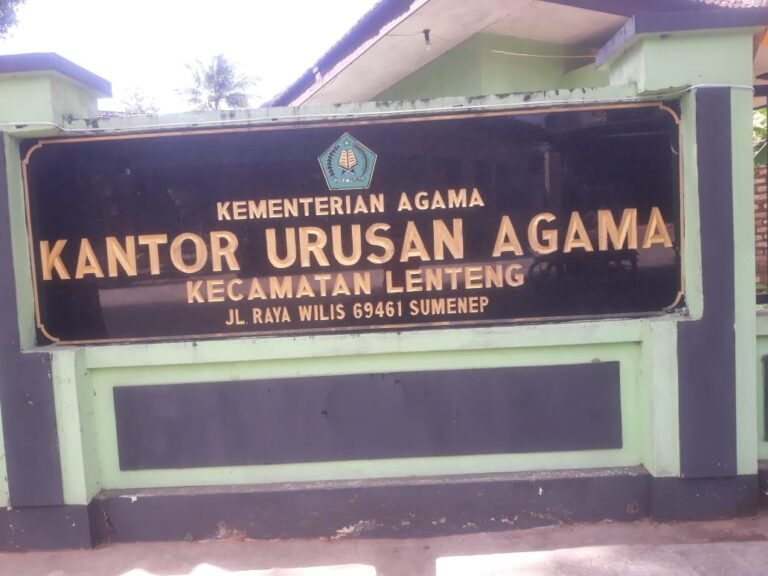 KEMENTERIAN AGAMA
KANTOR URUSAN AGAMA
KECAMATAN LENTENG
JL. RAYA WILIS 69461 SUMENEP